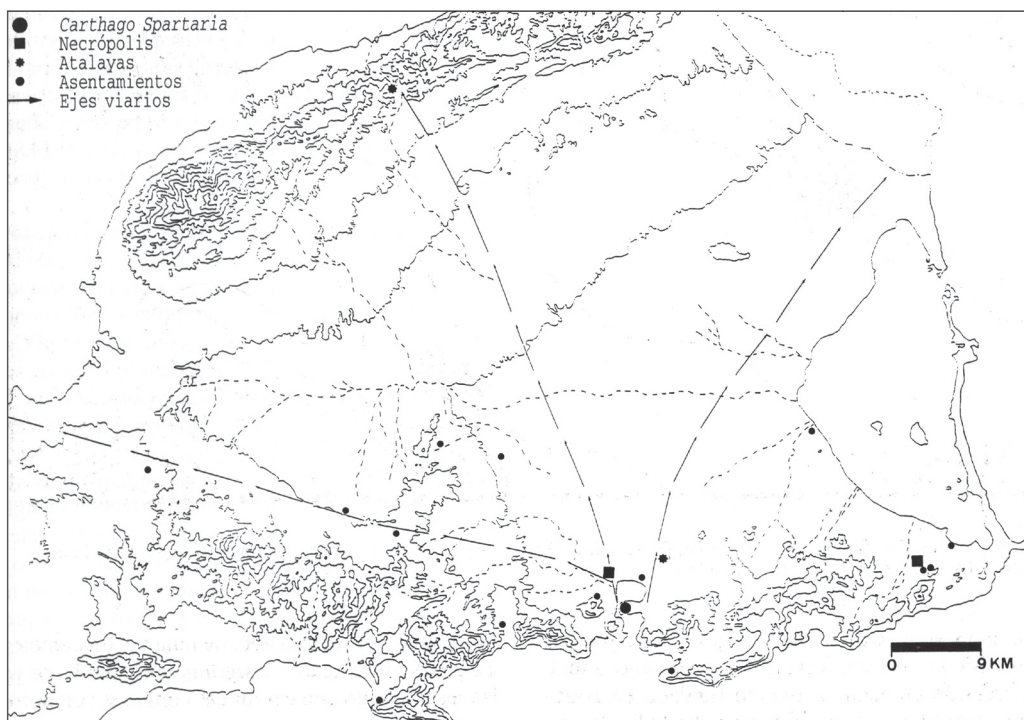 Carthago Spartaria
Necrópolis
Atalayas
Asentamientos
Ejes viarios
0 9 KM